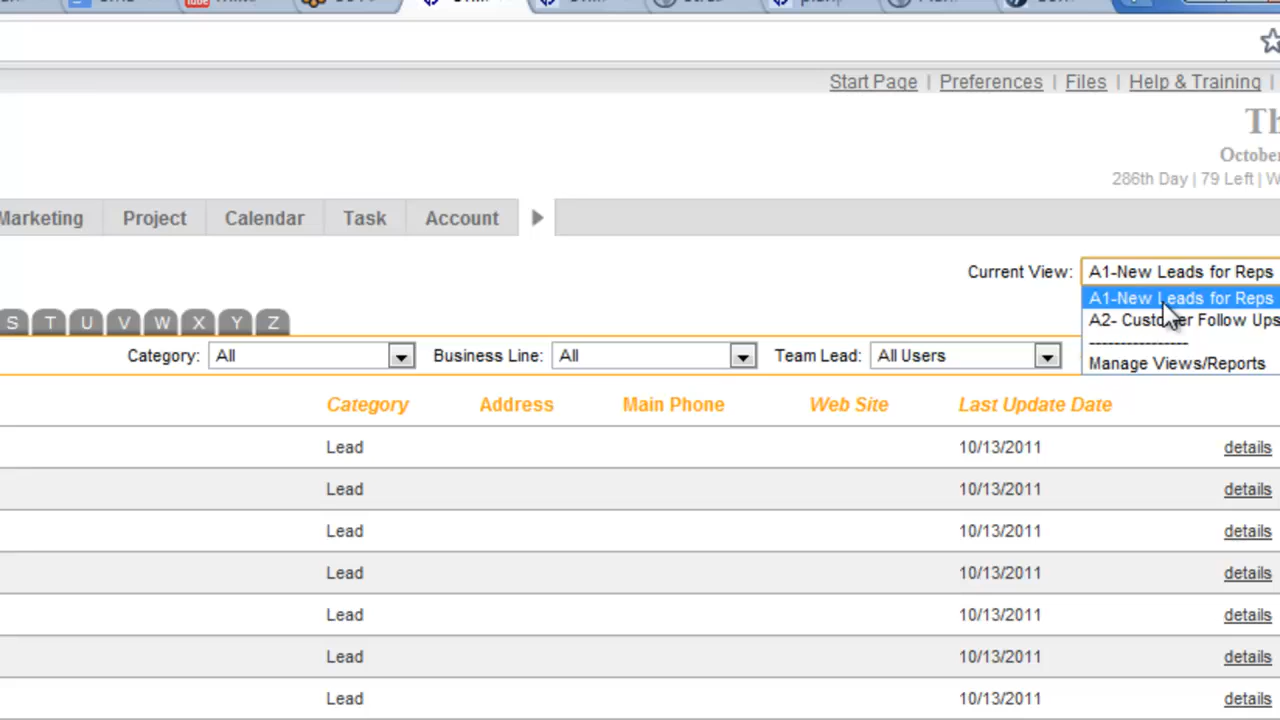 Start Page | Preferences | Files | Help & Training |
Th
Octobe
286th Day | 79 Left | W
Marketing Project Calendar Task Account
Current View: A1-New Leads for Reps
A1-New Leads for Reps
A2- Customer Follow Ups
----------------
Manage Views/Reports
S T U V W X Y Z
Category: All Business Line: All Team Lead: All Users
Category Address Main Phone Web Site Last Update Date
Lead 10/13/2011 details
Lead 10/13/2011 details
Lead 10/13/2011 details
Lead 10/13/2011 details
Lead 10/13/2011 details
Lead 10/13/2011 details
Lead 10/13/2011 details